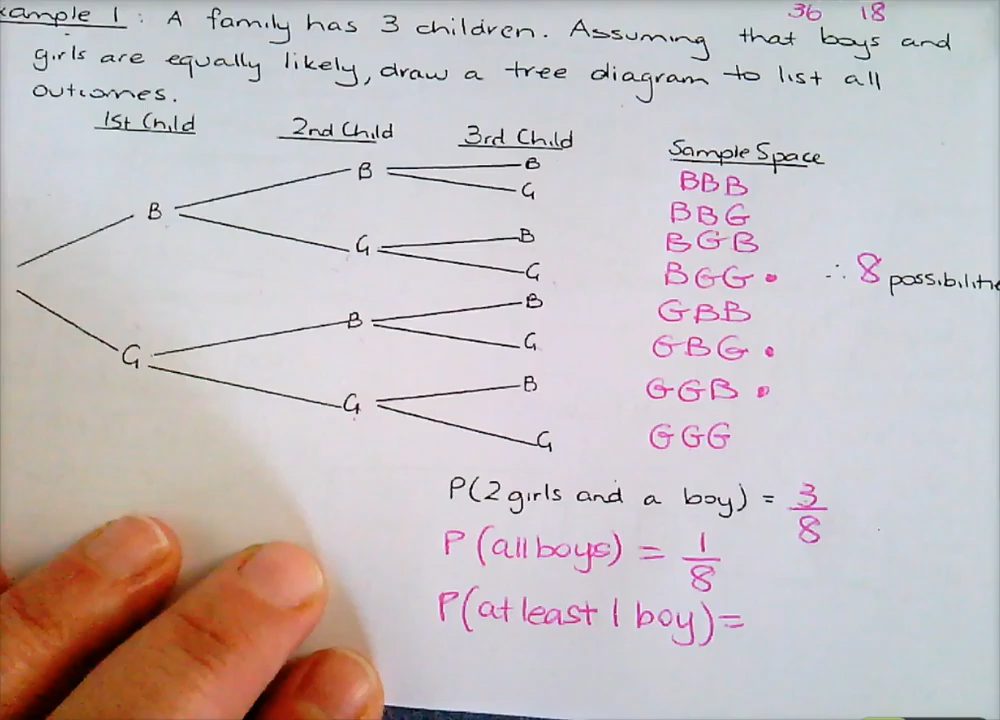 36 18
xample 1 : A family has 3 children. Assuming that boys and
girls are equally likely, draw a tree diagram to list all
outcomes.
1st Child 2nd Child 3rd Child Sample Space
B B B BBB
G BBG
G B BGB
G BGG • ∴ 8 possibilitie
G B B GBB
G GBG •
G B GGB •
G GGG
P(2 girls and a boy) = 3/8
P(all boys) = 1/8
P(at least 1 boy) =